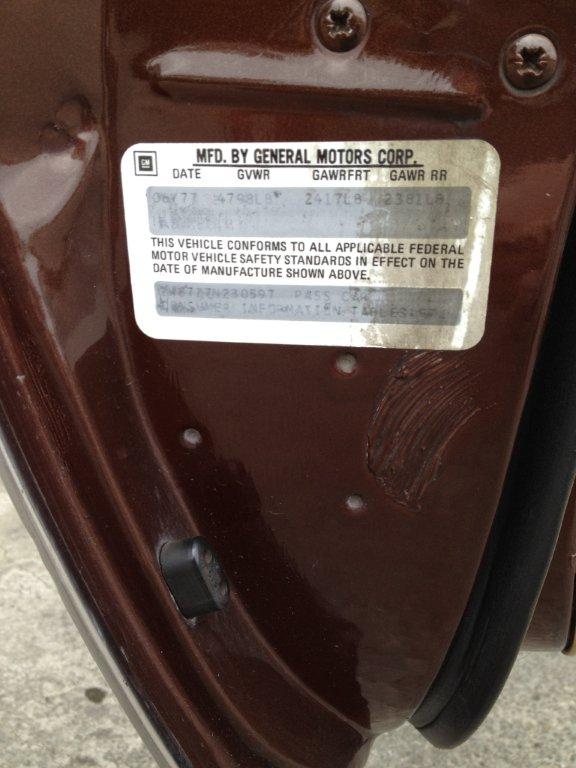 GM
MFD. BY GENERAL MOTORS CORP.
DATE GVWR GAWRFRT GAWR RR
06/77 4798LB 2417LB 2381LB
THIS VEHICLE CONFORMS TO ALL APPLICABLE FEDERAL
MOTOR VEHICLE SAFETY STANDARDS IN EFFECT ON THE
DATE OF MANUFACTURE SHOWN ABOVE.
PASS CAR
INFORMATION TABLES